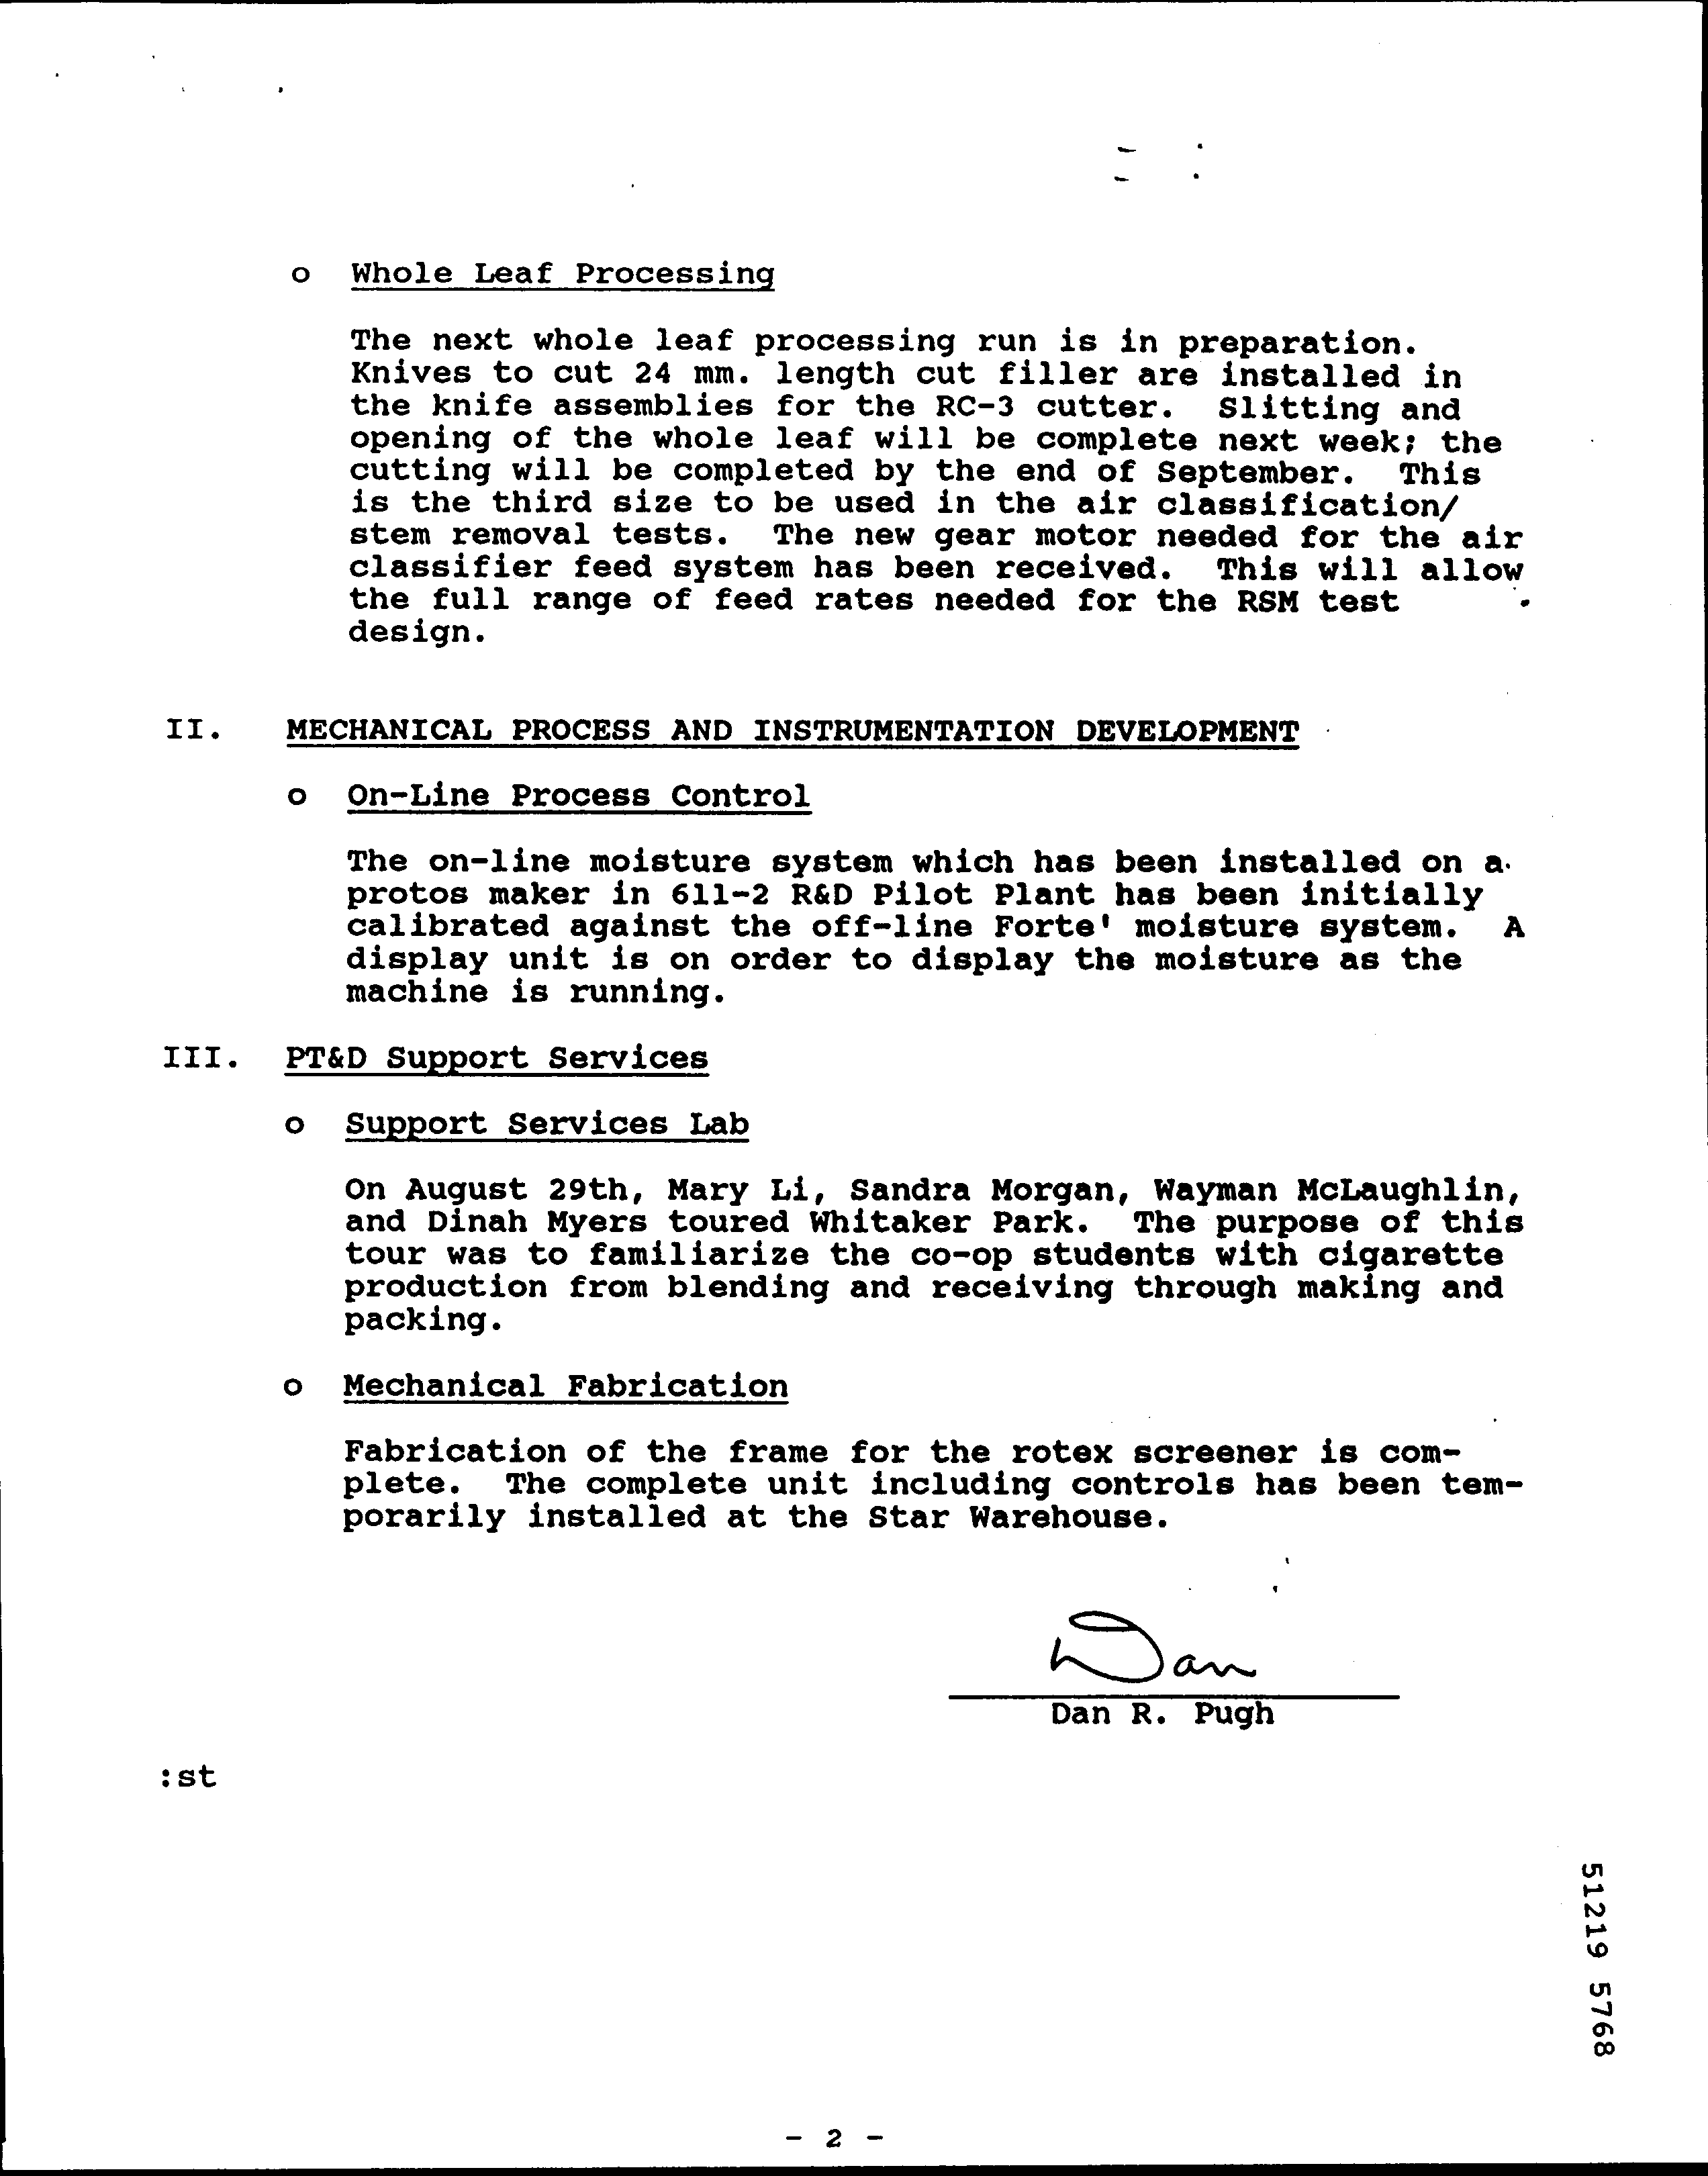 o Whole Leaf Processing
The next whole leaf processing run is in preparation.
Knives to cut 24 mm. length cut filler are installed in
the knife assemblies for the RC-3 cutter. Slitting and
opening of the whole leaf will be complete next week; the
cutting will be completed by the end of September. This
is the third size to be used in the air classification/
stem removal tests. The new gear motor needed for the air
classifier feed system has been received. This will allow
the full range of feed rates needed for the RSM test
design.
II. MECHANICAL PROCESS AND INSTRUMENTATION DEVELOPMENT
o On-Line Process Control
The on-line moisture system which has been installed on a
protos maker in 611-2 R&D Pilot Plant has been initially
calibrated against the off-line Forte' moisture system. A
display unit is on order to display the moisture as the
machine is running.
III. PT&D Support Services
o Support Services Lab
On August 29th, Mary Li, Sandra Morgan, Wayman McLaughlin,
and Dinah Myers toured Whitaker Park. The purpose of this
tour was to familiarize the co-op students with cigarette
production from blending and receiving through making and
packing.
o Mechanical Fabrication
Fabrication of the frame for the rotex screener is com-
plete. The complete unit including controls has been tem-
porarily installed at the Star Warehouse.
Dan
Dan R. Pugh
:st
51219 5768
- 2 -